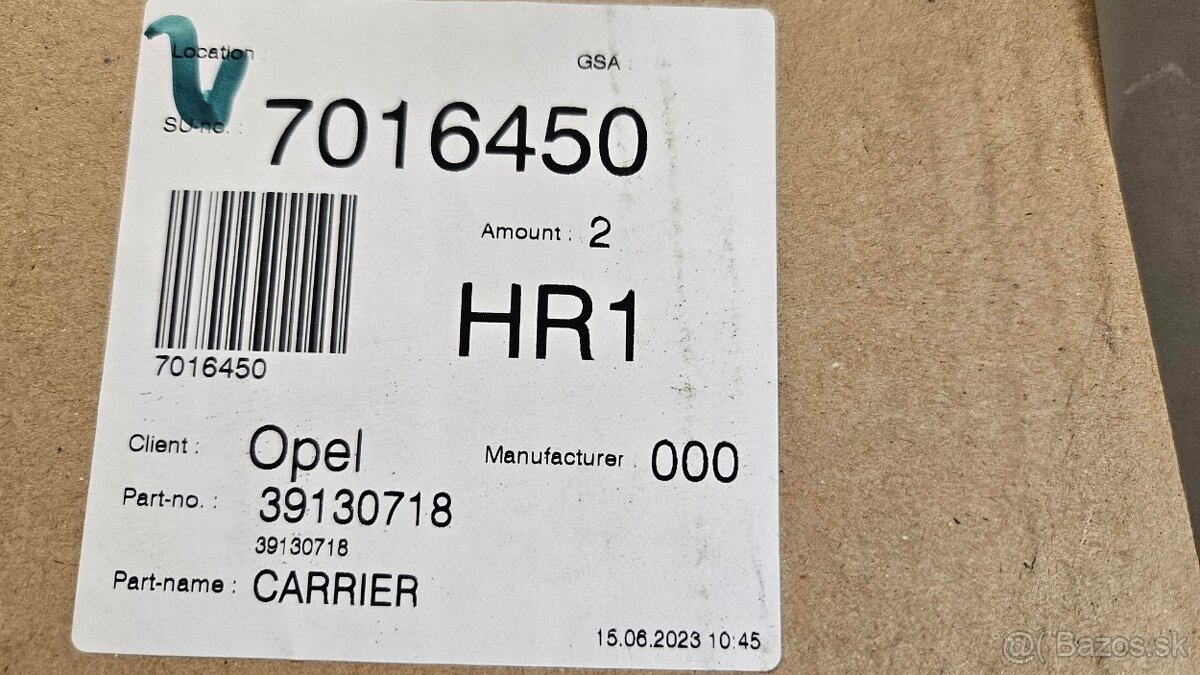 Location :
GSA :
SU-no. : 7016450
7016450
Amount : 2
HR1
Client : Opel
Manufacturer : 000
Part-no. : 39130718
39130718
Part-name : CARRIER
15.06.2023 10:45
@( Bazos.sk